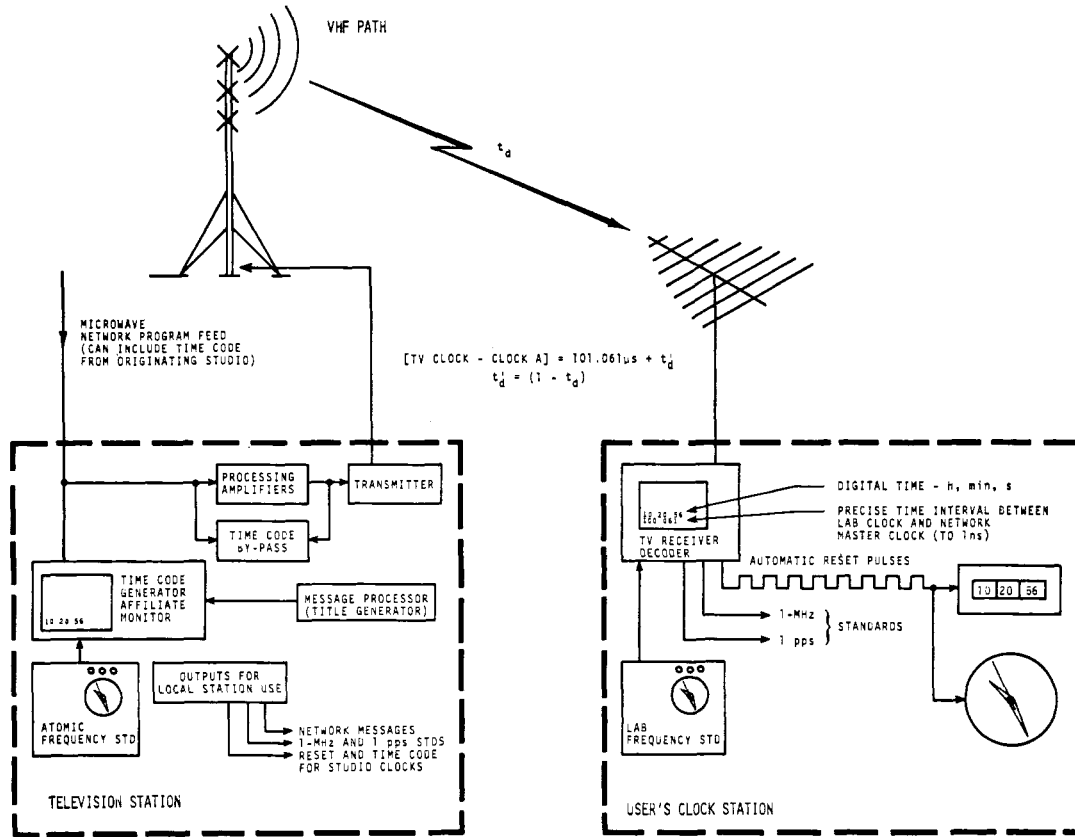 VHF PATH
t_d
MICROWAVE
NETWORK PROGRAM FEED
(CAN INCLUDE TIME CODE
FROM ORIGINATING STUDIO)
[TV CLOCK - CLOCK A] = 101.061µs + t'_d
t'_d = (1 - t_d)
PROCESSING
AMPLIFIERS
TRANSMITTER
TIME CODE
BY-PASS
TIME CODE
GENERATOR
AFFILIATE
MONITOR
10 20 56
MESSAGE PROCESSOR
(TITLE GENERATOR)
ATOMIC
FREQUENCY STD
OUTPUTS FOR
LOCAL STATION USE
NETWORK MESSAGES
1-MHz AND 1 pps STDS
RESET AND TIME CODE
FOR STUDIO CLOCKS
TELEVISION STATION
10 20 56
100 061
TV RECEIVER
DECODER
DIGITAL TIME - h, min, s
PRECISE TIME INTERVAL BETWEEN
LAB CLOCK AND NETWORK
MASTER CLOCK (TO 1ns)
AUTOMATIC RESET PULSES
10 20 56
1-MHz
1 pps
STANDARDS
LAB
FREQUENCY STD
USER'S CLOCK STATION